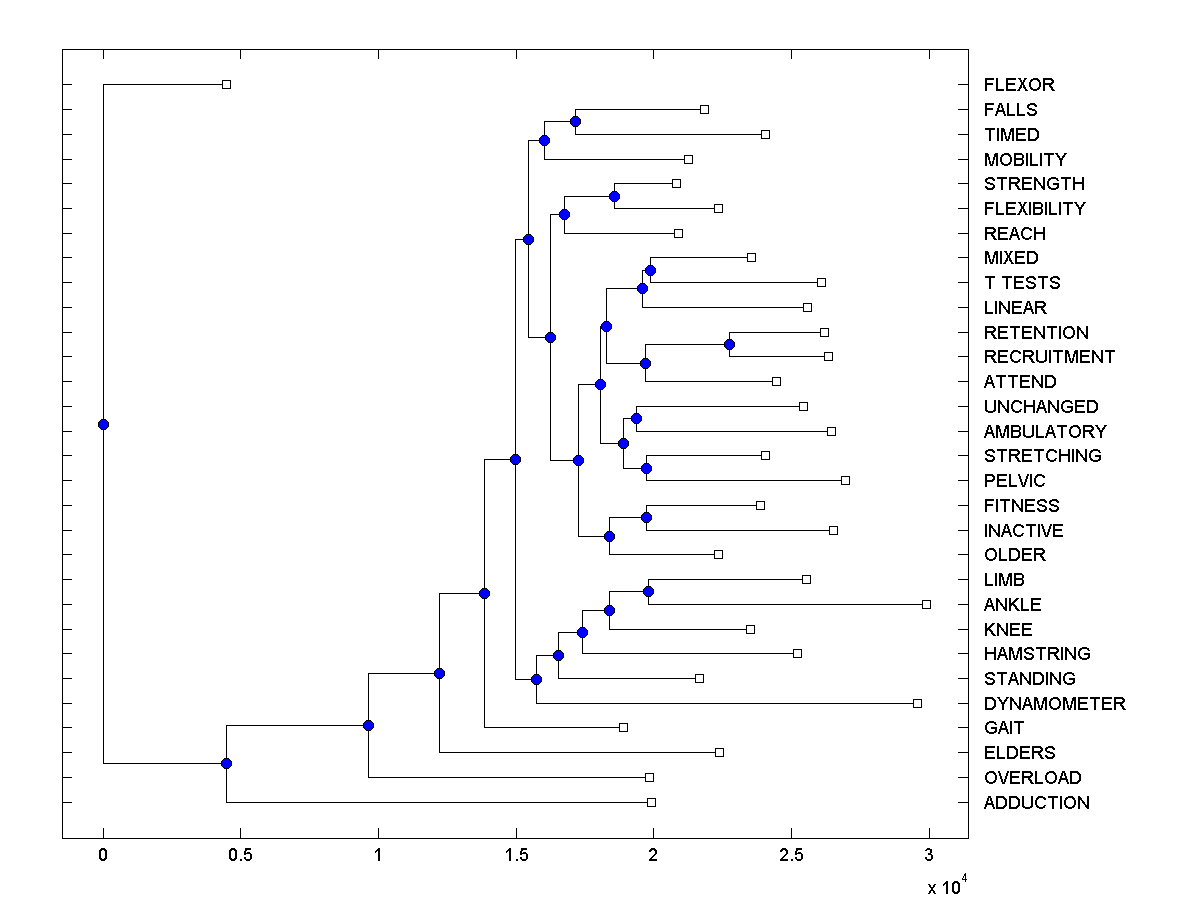 FLEXOR
FALLS
TIMED
MOBILITY
STRENGTH
FLEXIBILITY
REACH
MIXED
T TESTS
LINEAR
RETENTION
RECRUITMENT
ATTEND
UNCHANGED
AMBULATORY
STRETCHING
PELVIC
FITNESS
INACTIVE
OLDER
LIMB
ANKLE
KNEE
HAMSTRING
STANDING
DYNAMOMETER
GAIT
ELDERS
OVERLOAD
ADDUCTION
0 0.5 1 1.5 2 2.5 3
x 10^4